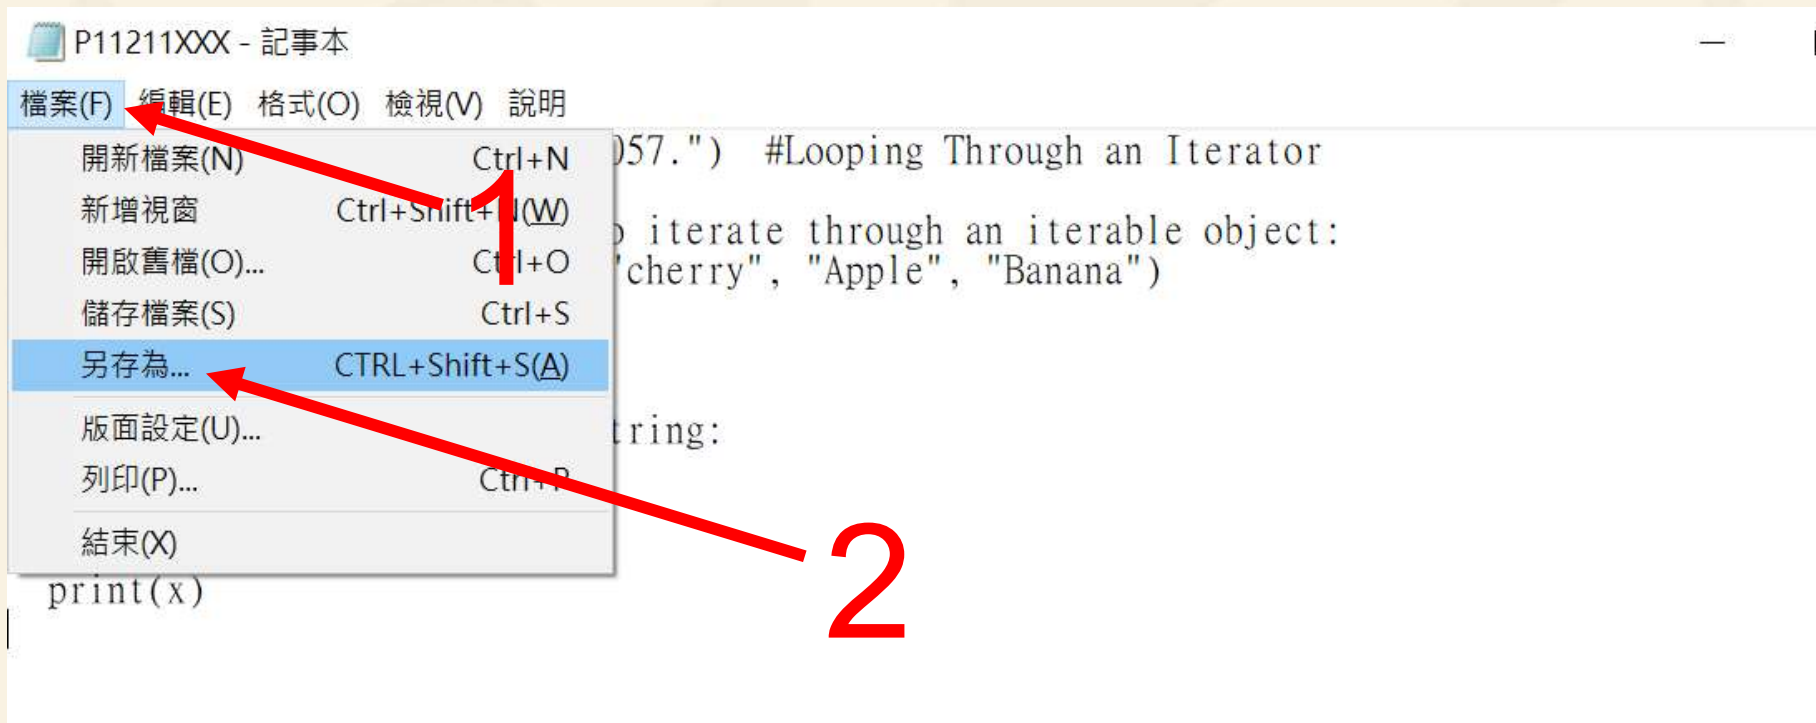 P11211XXX - 記事本
檔案(F) 編輯(E) 格式(O) 檢視(V) 說明
開新檔案(N) Ctrl+N
057.") #Looping Through an Iterator
新增視窗 Ctrl+Shift+N(W)
1
iterate through an iterable object:
開啟舊檔(O)... Ctrl+O
"cherry", "Apple", "Banana")
儲存檔案(S) Ctrl+S
另存為... CTRL+Shift+S(A)
版面設定(U)...
tring:
列印(P)... Ctrl+P
結束(X)
2
print(x)